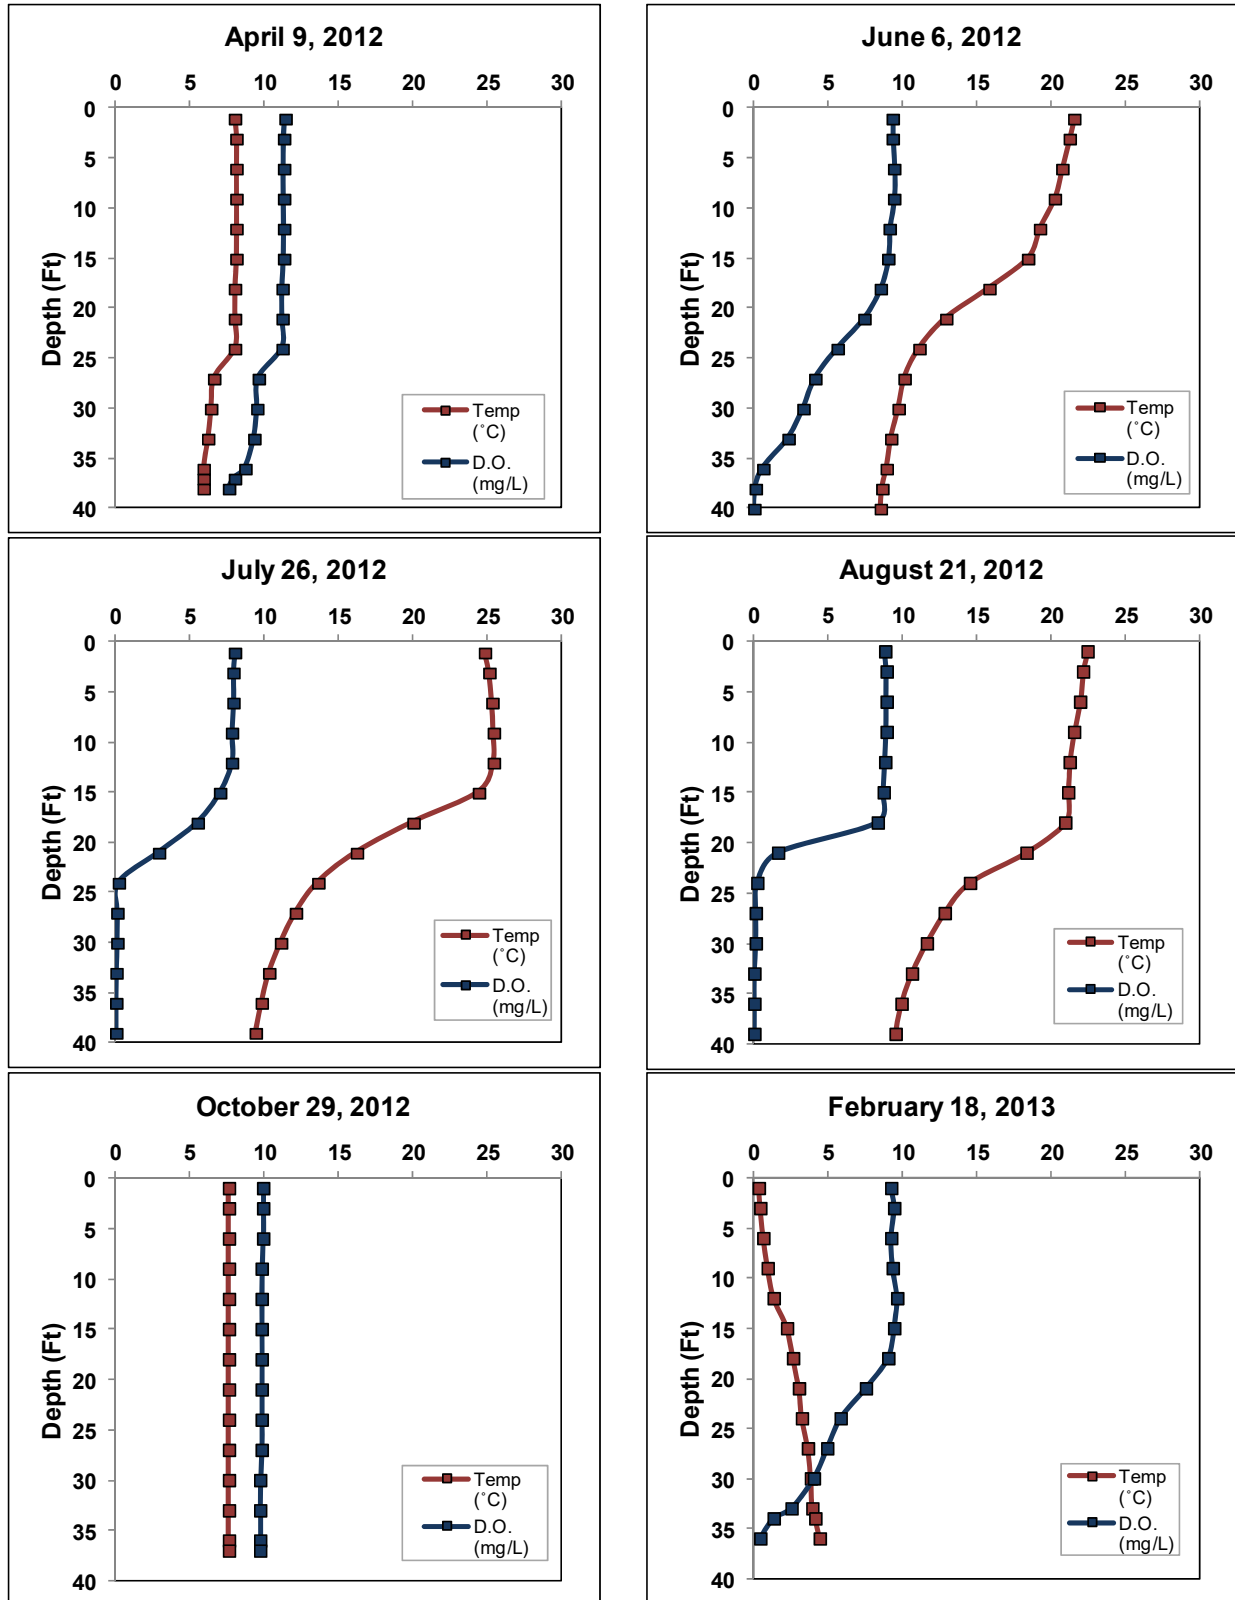 April 9, 2012
0 5 10 15 20 25 30
0
5
10
15
20
25
30
35
40
Depth (Ft)
Temp
(˚C)
D.O.
(mg/L)
June 6, 2012
0 5 10 15 20 25 30
0
5
10
15
20
25
30
35
40
Depth (Ft)
Temp
(˚C)
D.O.
(mg/L)
July 26, 2012
0 5 10 15 20 25 30
0
5
10
15
20
25
30
35
40
Depth (Ft)
Temp
(˚C)
D.O.
(mg/L)
August 21, 2012
0 5 10 15 20 25 30
0
5
10
15
20
25
30
35
40
Depth (Ft)
Temp
(˚C)
D.O.
(mg/L)
October 29, 2012
0 5 10 15 20 25 30
0
5
10
15
20
25
30
35
40
Depth (Ft)
Temp
(˚C)
D.O.
(mg/L)
February 18, 2013
0 5 10 15 20 25 30
0
5
10
15
20
25
30
35
40
Depth (Ft)
Temp
(˚C)
D.O.
(mg/L)